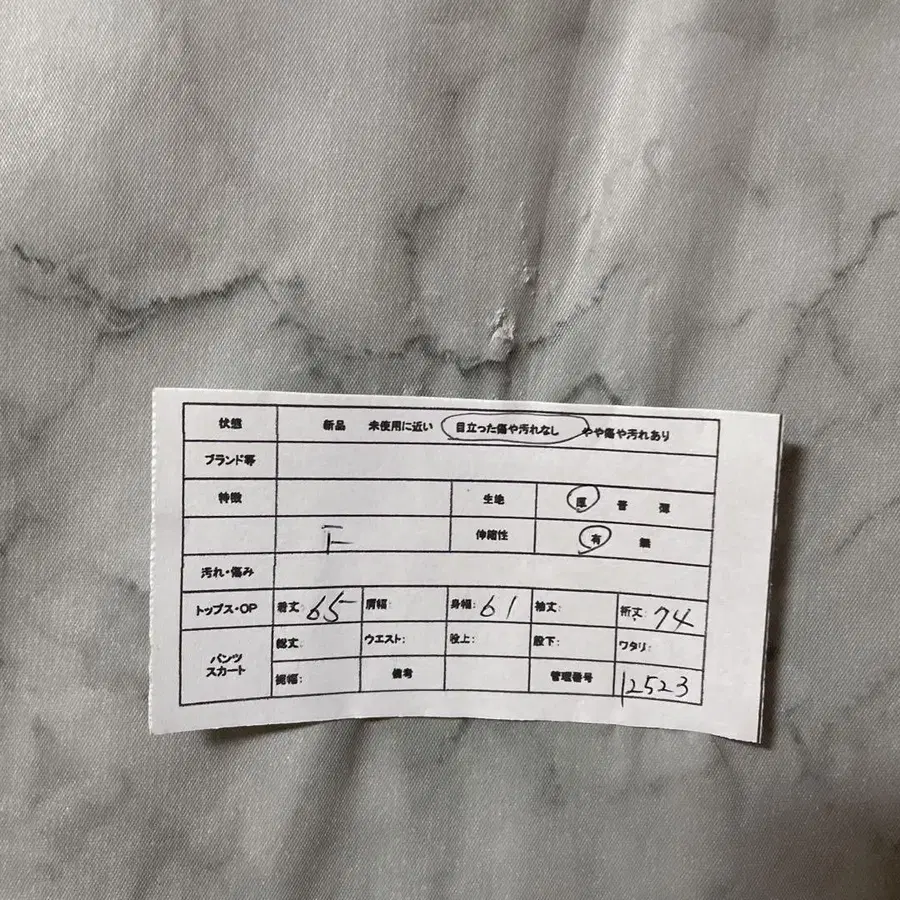 状態 新品 未使用に近い 目立った傷や汚れなし やや傷や汚れあり
ブランド等
特徴 生地 厚 普 薄
下 伸縮性 有 無
汚れ・傷み
トップス・OP 着丈: 65 肩幅: 身幅: 61 袖丈: 裄丈: 74
パンツ スカート 総丈: ウエスト: 股上: 股下: ワタリ:
裾幅: 備考 管理番号 12523